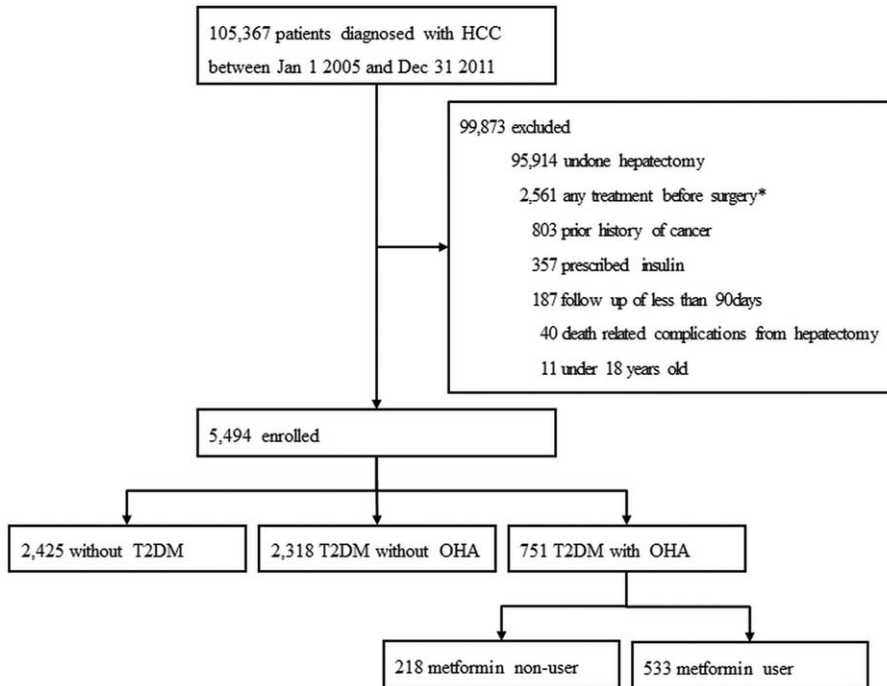 105,367 patients diagnosed with HCC
between Jan 1 2005 and Dec 31 2011
99,873 excluded
95,914 undone hepatectomy
2,561 any treatment before surgery*
803 prior history of cancer
357 prescribed insulin
187 follow up of less than 90days
40 death related complications from hepatectomy
11 under 18 years old
5,494 enrolled
2,425 without T2DM
2,318 T2DM without OHA
751 T2DM with OHA
218 metformin non-user
533 metformin user